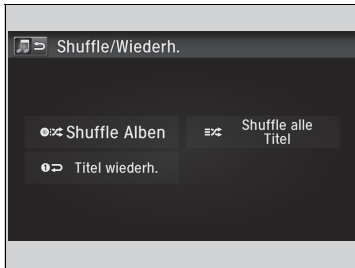 Shuffle/Wiederh.
Shuffle Alben
Shuffle alle
Titel
Titel wiederh.